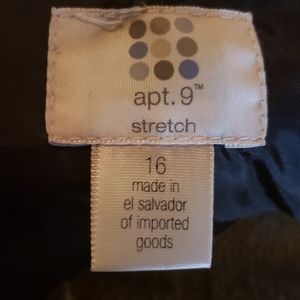 apt. 9™
stretch
16
made in
el salvador
of imported
goods